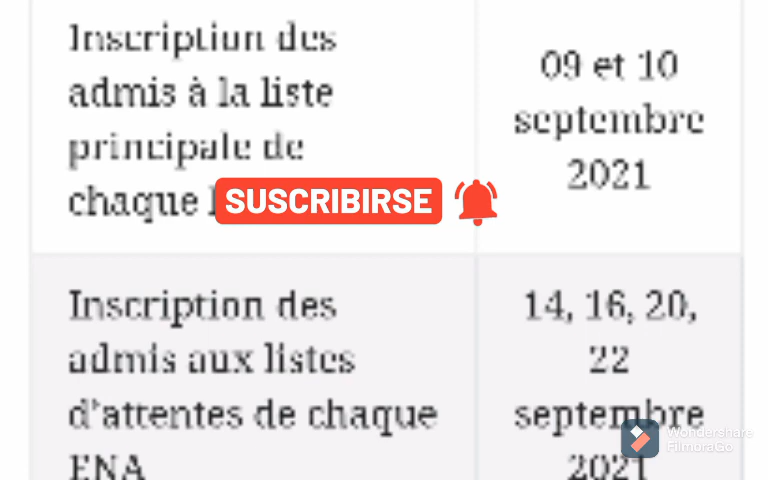 Inscription des
admis à la liste
principale de
chaque
09 et 10
septembre
2021
SUSCRIBIRSE
Inscription des
admis aux listes
d'attentes de chaque
ENA
14, 16, 20,
22
septembre
2021
Wondershare
FilmoraGo